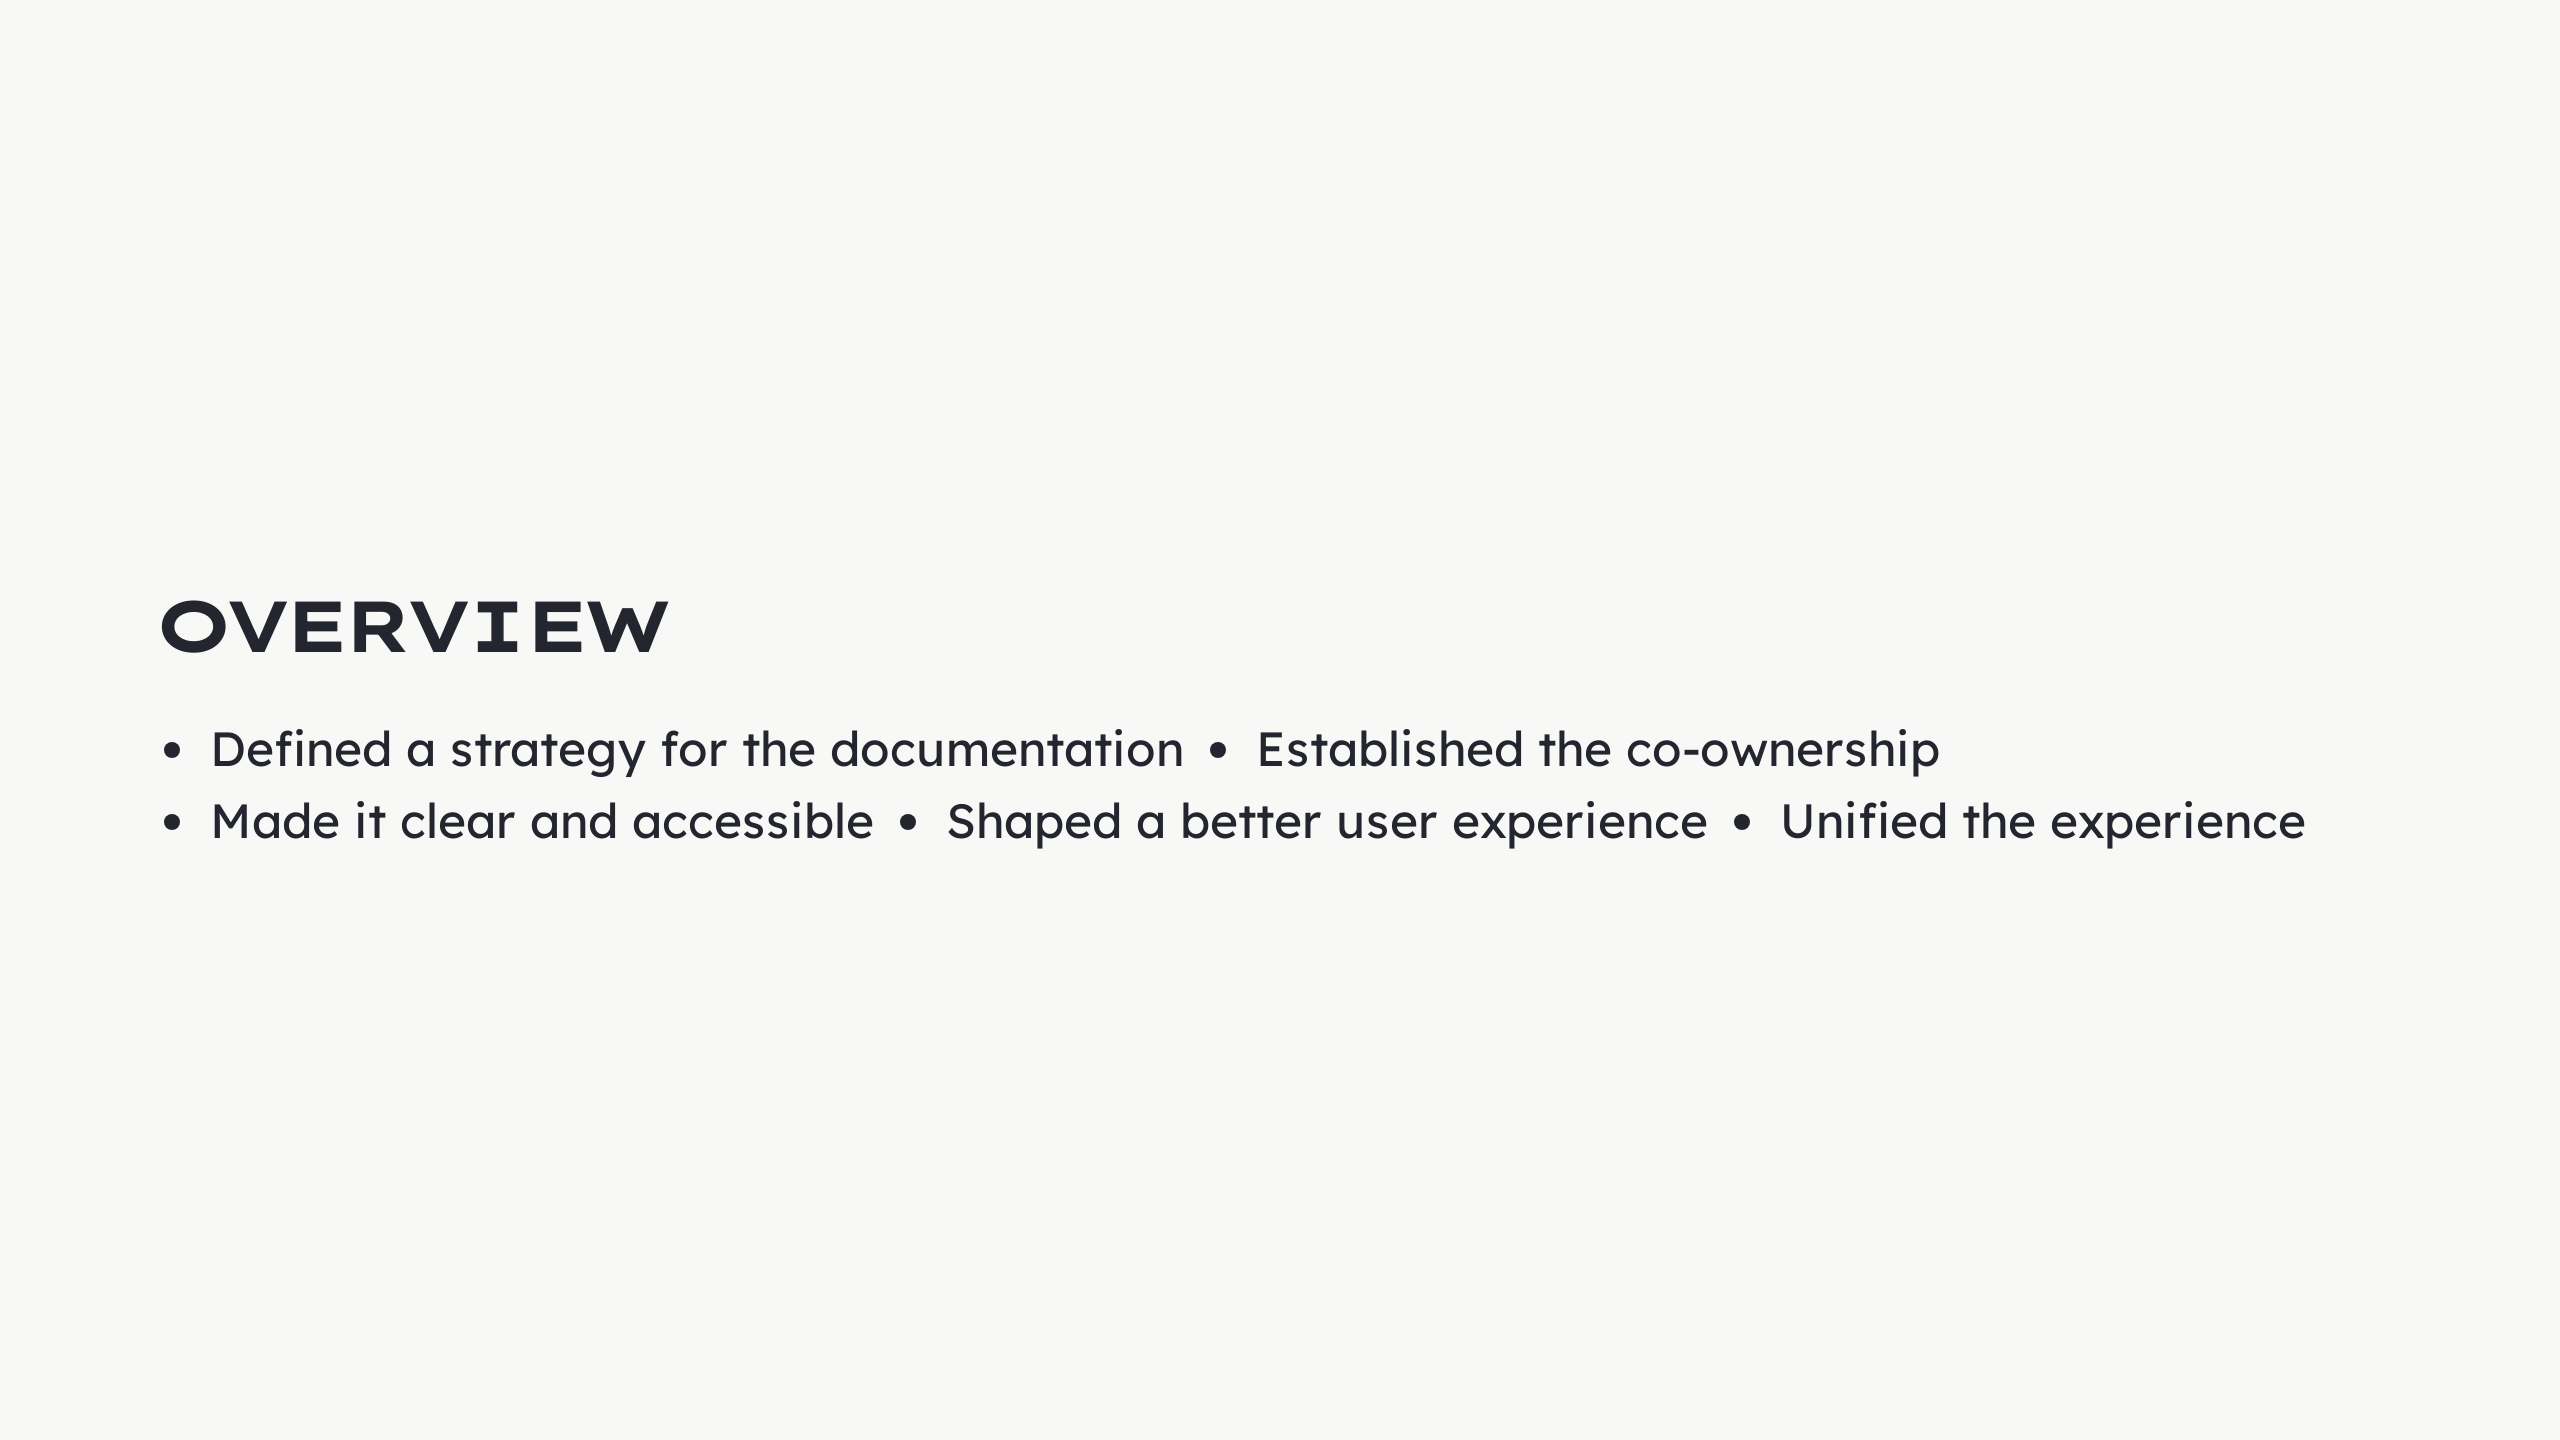 OVERVIEW
• Defined a strategy for the documentation • Established the co-ownership
• Made it clear and accessible • Shaped a better user experience • Unified the experience